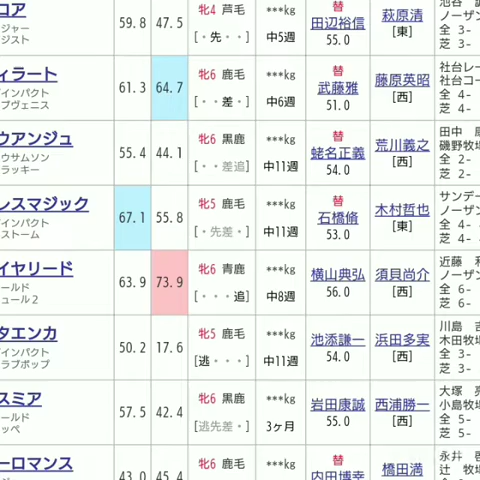 コア 59.8 47.5 牝4 芦毛 ***kg 替 萩原清
ジャー 田辺裕信 [東] ノーザン
ジスト [・先・・] 中5週 55.0 全 3-
芝 3-
ィラート 61.3 64.7 牝6 鹿毛 ***kg 替 藤原英昭 社台レー
インパクト 武藤雅 [西] 社台コー
ブヴェニス [・・差・] 中6週 51.0 全 4-
芝 4-
ウアンジュ 55.4 44.1 牝6 黒鹿 ***kg 替 荒川義之 田中
ウサムソン 蛯名正義 [西] 磯野牧場
ラッキー [・・差追] 中11週 54.0 全 2-
芝 2-
レスマジック 67.1 55.8 牝5 鹿毛 ***kg 替 木村哲也 サンデー
インパクト 石橋脩 [東] ノーザン
ストーム [・先差・] 中11週 53.0 全 4-
芝 4-
イヤリード 63.9 73.9 牝6 青鹿 ***kg 横山典弘 須貝尚介 近藤
ールド 56.0 [西] ノーザン
ュール2 [・・・追] 中8週 全 6-
芝 6-
タエンカ 50.2 17.6 牝5 鹿毛 ***kg 池添謙一 浜田多実 川島
インパクト 54.0 [西] 木田牧場
ラブポップ [逃・・・] 中11週 全 3-
芝 3-
スミア 57.5 42.4 牝6 黒鹿 ***kg 岩田康誠 西浦勝一 大塚
ールド 55.0 [西] 小島牧場
ッペ [逃先差・] 3ヶ月 全 5-
芝 5-
ーロマンス 43.0 45.4 牝6 鹿毛 ***kg 替 橋田満 永井
内田博幸 辻 牧場